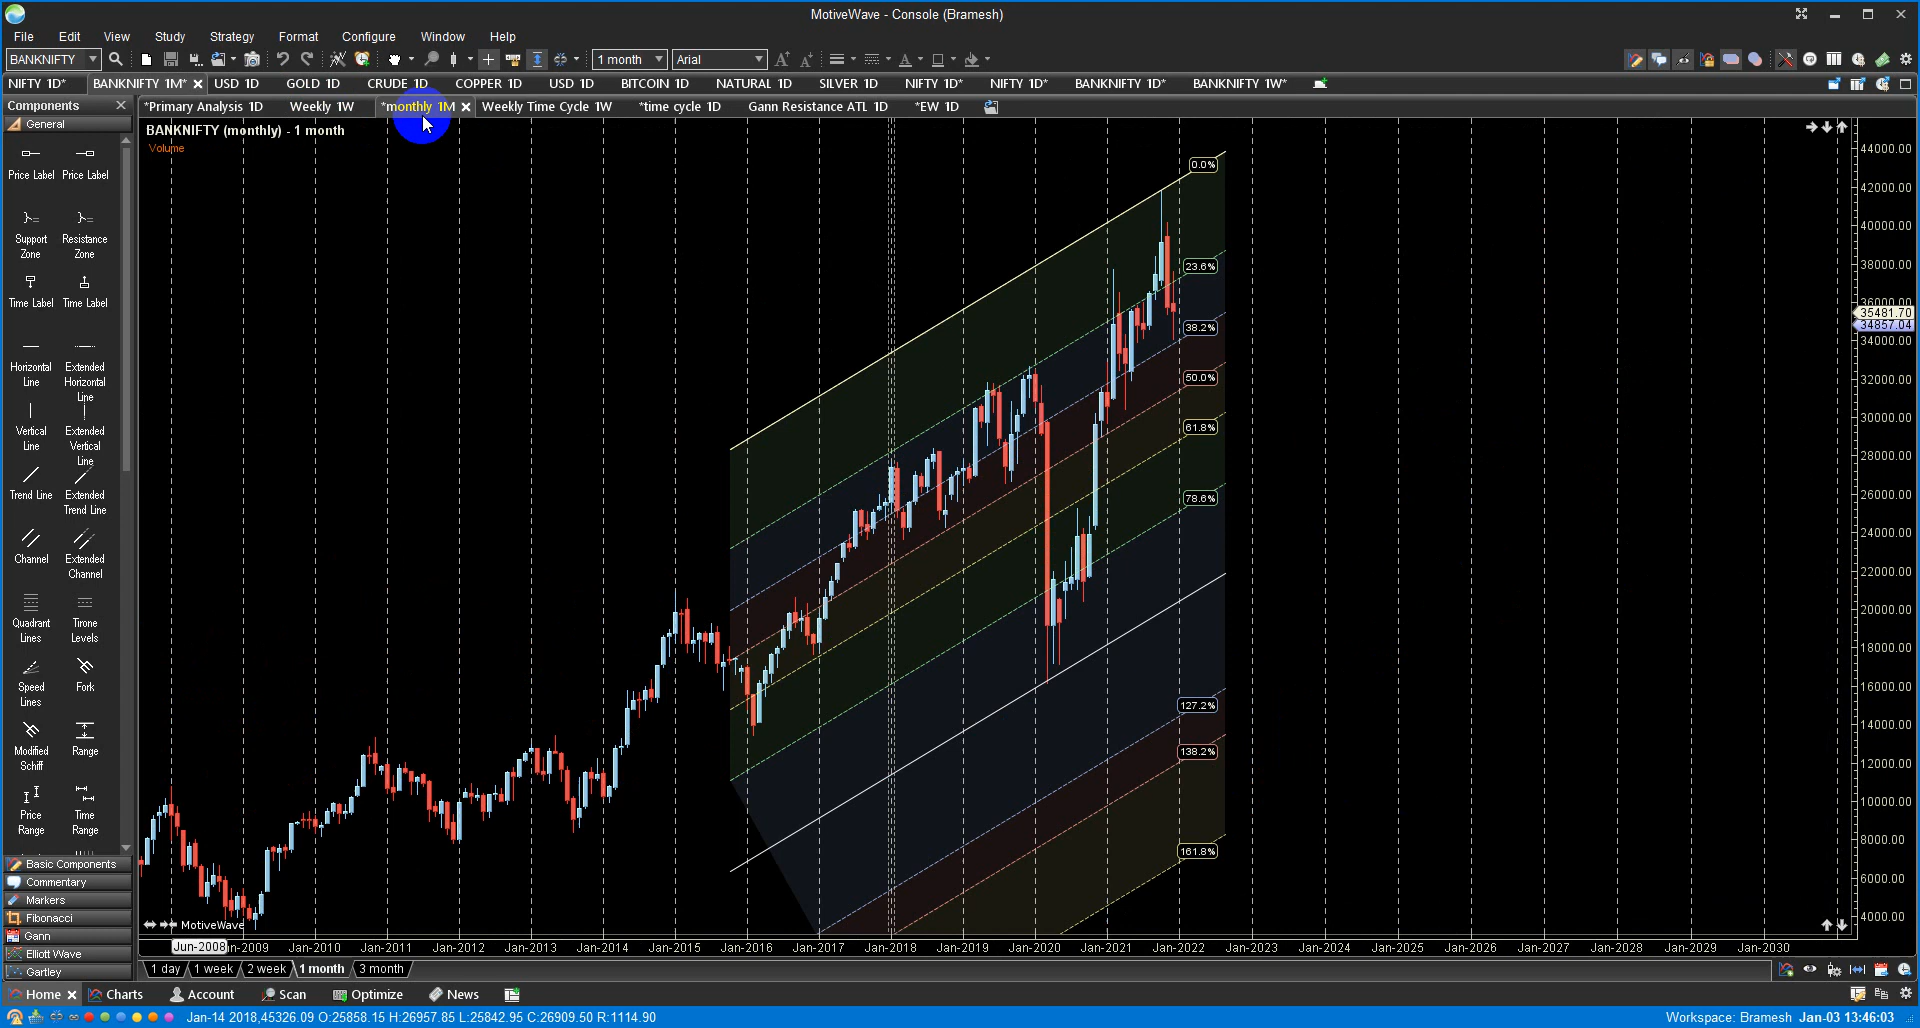 MotiveWave - Console (Bramesh)
File Edit View Study Strategy Format Configure Window Help
BANKNIFTY 1 month Arial
NIFTY 1D* BANKNIFTY 1M* USD 1D GOLD 1D CRUDE 1D COPPER 1D USD 1D BITCOIN 1D NATURAL 1D SILVER 1D NIFTY 1D* NIFTY 1D* BANKNIFTY 1D* BANKNIFTY 1W*
Components
*Primary Analysis 1D Weekly 1W *monthly 1M Weekly Time Cycle 1W *time cycle 1D Gann Resistance ATL 1D *EW 1D
General
BANKNIFTY (monthly) - 1 month
Volume
Price Label Price Label
Support Zone
Resistance Zone
Time Label Time Label
Horizontal Line
Extended Horizontal Line
Vertical Line
Extended Vertical Line
Trend Line
Extended Trend Line
Channel
Extended Channel
Quadrant Lines
Tirone Levels
Speed Lines
Fork
Modified Schiff
Range
Price Range
Time Range
Basic Components
Commentary
Markers
Fibonacci
Gann
Elliott Wave
Gartley
0.0%
23.6%
38.2%
50.0%
61.8%
78.6%
127.2%
138.2%
161.8%
44000.00
42000.00
40000.00
38000.00
36000.00
35481.70
34857.04
34000.00
32000.00
30000.00
28000.00
26000.00
24000.00
22000.00
20000.00
18000.00
16000.00
14000.00
12000.00
10000.00
8000.00
6000.00
4000.00
MotiveWave
Jun-2008 n-2009 Jan-2010 Jan-2011 Jan-2012 Jan-2013 Jan-2014 Jan-2015 Jan-2016 Jan-2017 Jan-2018 Jan-2019 Jan-2020 Jan-2021 Jan-2022 Jan-2023 Jan-2024 Jan-2025 Jan-2026 Jan-2027 Jan-2028 Jan-2029 Jan-2030
1 day 1 week 2 week 1 month 3 month
Home Charts Account Scan Optimize News
Jan-14 2018,45326.09 O:25858.15 H:26957.85 L:25842.95 C:26909.50 R:1114.90
Workspace: Bramesh Jan-03 13:46:03